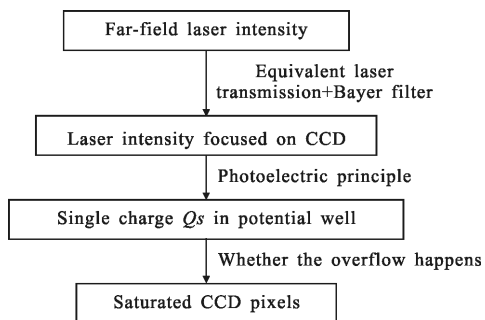 Far-field laser intensity
Equivalent laser
transmission+Bayer filter
Laser intensity focused on CCD
Photoelectric principle
Single charge Qs in potential well
Whether the overflow happens
Saturated CCD pixels